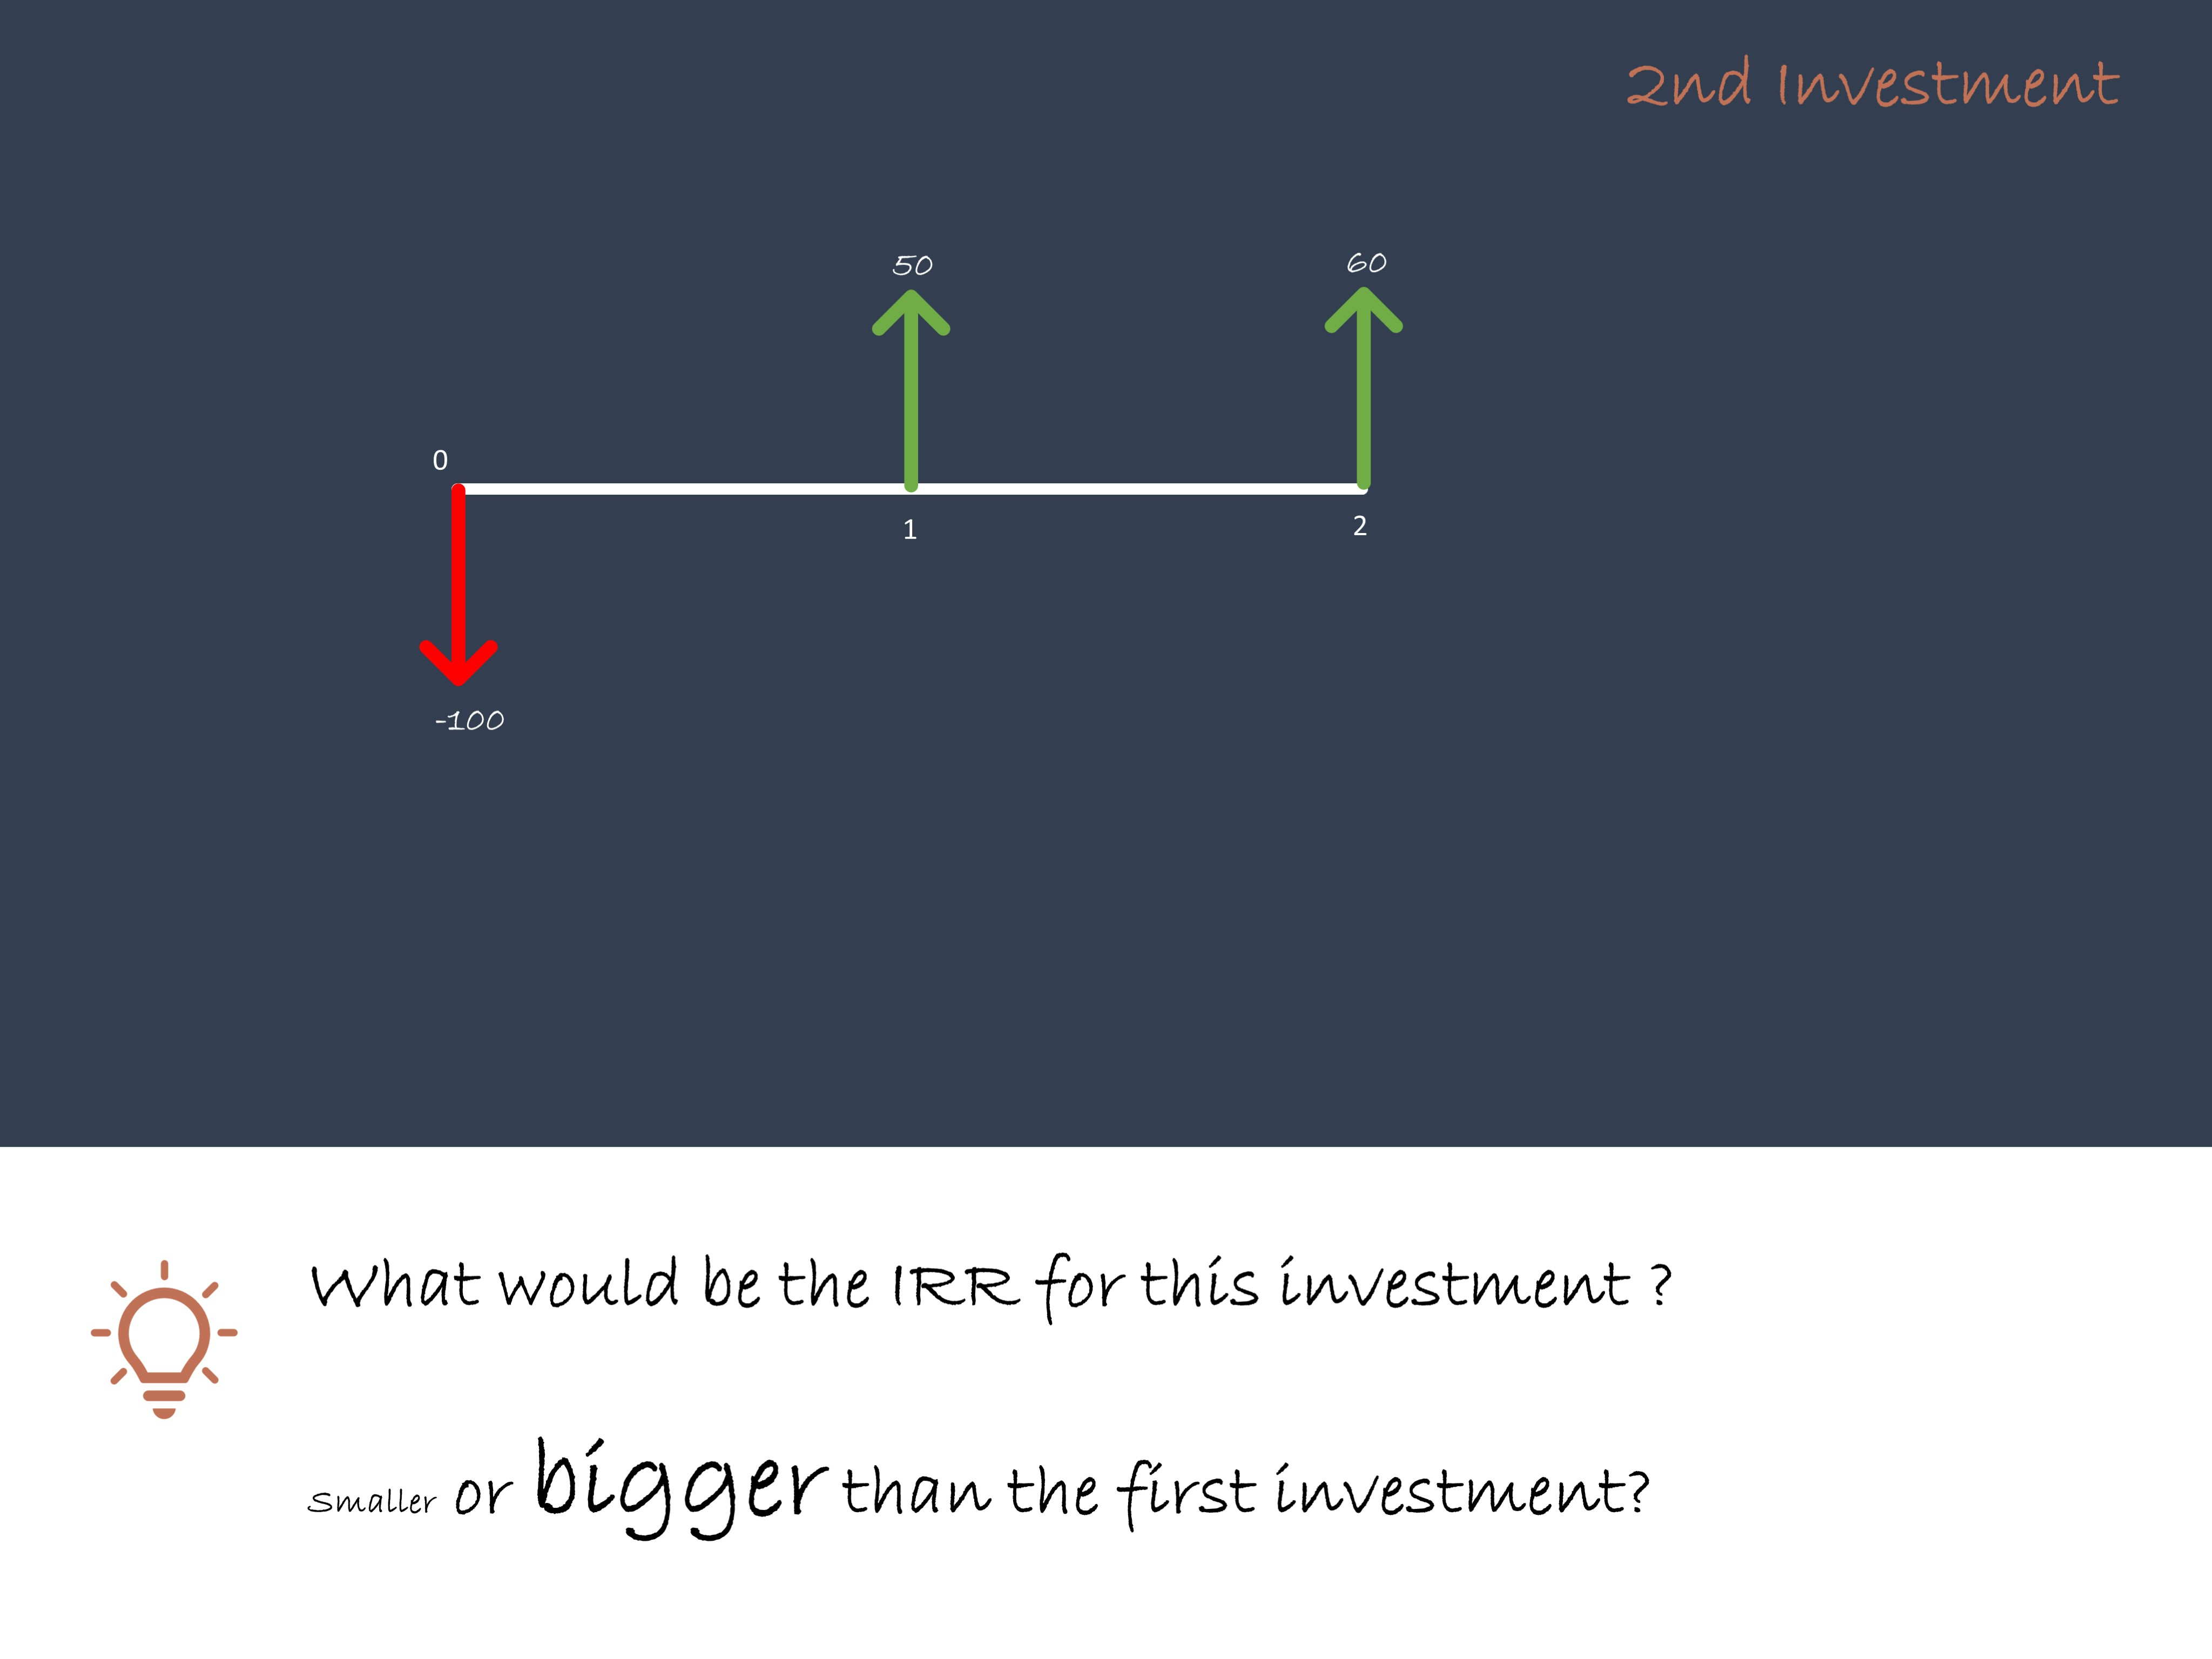 2nd Investment
50
60
0
1
2
-100
What would be the IRR for this investment ?
Smaller or bigger than the first investment?